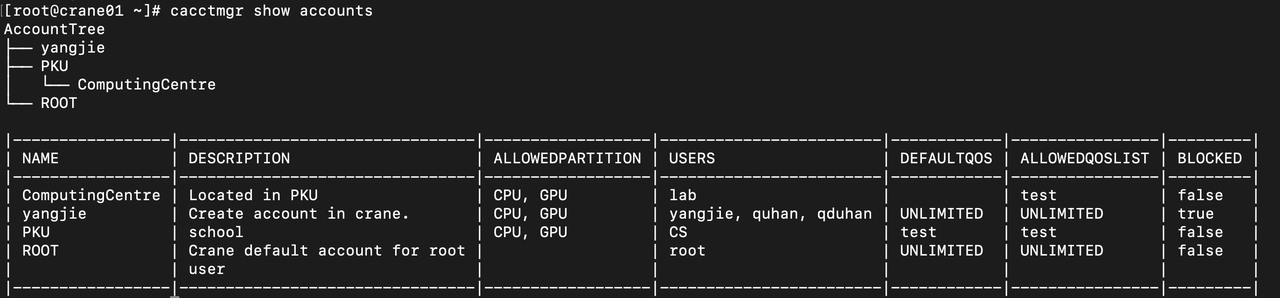 [root@crane01 ~]# cacctmgr show accounts
AccountTree
├── yangjie
├── PKU
│   └── ComputingCentre
└── ROOT
|-----------------|--------------------------------|------------------|------------------------|------------|----------------|---------|
| NAME            | DESCRIPTION                    | ALLOWEDPARTITION | USERS                  | DEFAULTQOS | ALLOWEDQOSLIST | BLOCKED |
|-----------------|--------------------------------|------------------|------------------------|------------|----------------|---------|
| ComputingCentre | Located in PKU                 | CPU, GPU         | lab                    |            | test           | false   |
| yangjie         | Create account in crane.       | CPU, GPU         | yangjie, quhan, qduhan | UNLIMITED  | UNLIMITED      | true    |
| PKU             | school                         | CPU, GPU         | CS                     | test       | test           | false   |
| ROOT            | Crane default account for root |                  | root                   | UNLIMITED  | UNLIMITED      | false   |
|                 | user                           |                  |                        |            |                |         |
|-----------------|--------------------------------|------------------|------------------------|------------|----------------|---------|